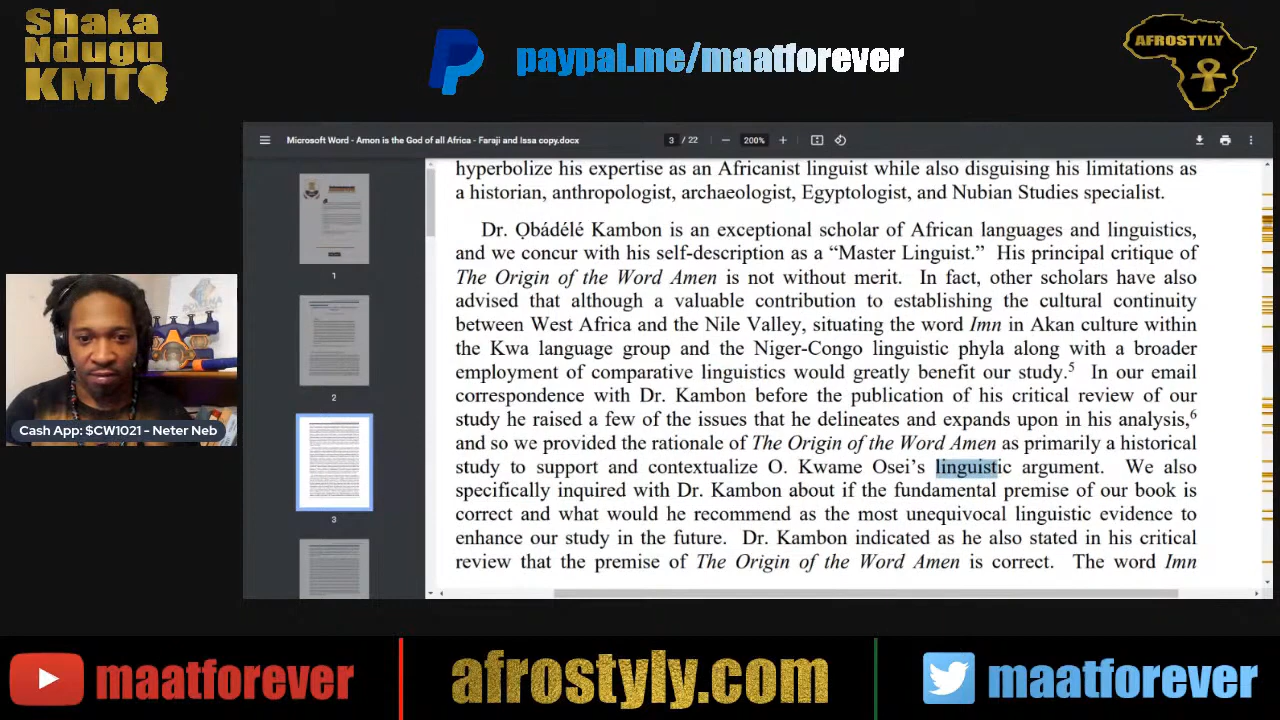 Shaka
Ndugu
KMT
paypal.me/maatforever
AFROSTYLY
Microsoft Word - Amon is the God of all Africa - Faraji and Issa copy.docx
3 / 22
200%
1
2
3
hyperbolize his expertise as an Africanist linguist while also disguising his limitations as
a historian, anthropologist, archaeologist, Egyptologist, and Nubian Studies specialist.
Dr. Ọbádélé Kambon is an exceptional scholar of African languages and linguistics,
and we concur with his self-description as a “Master Linguist.” His principal critique of
The Origin of the Word Amen is not without merit. In fact, other scholars have also
advised that although a valuable contribution to establishing the cultural continuity
between West Africa and the Nile Valley, situating the word Imn in Akan culture within
the Kwa language group and the Niger-Congo linguistic phyla along with a broader
employment of comparative linguistics would greatly benefit our study.5 In our email
correspondence with Dr. Kambon before the publication of his critical review of our
study he raised a few of the issues that he delineates and expands upon in his analysis,6
and so we provided the rationale of The Origin of the Word Amen as primarily a historical
study to support and contextualize O. Kwame Osei’s linguistic argument. We also
specifically inquired with Dr. Kambon about if the fundamental premise of our book is
correct and what would he recommend as the most unequivocal linguistic evidence to
enhance our study in the future. Dr. Kambon indicated as he also stated in his critical
review that the premise of The Origin of the Word Amen is correct. The word Imn
Cash App: $CW1021 - Neter Neb
maatforever
afrostyly.com
maatforever